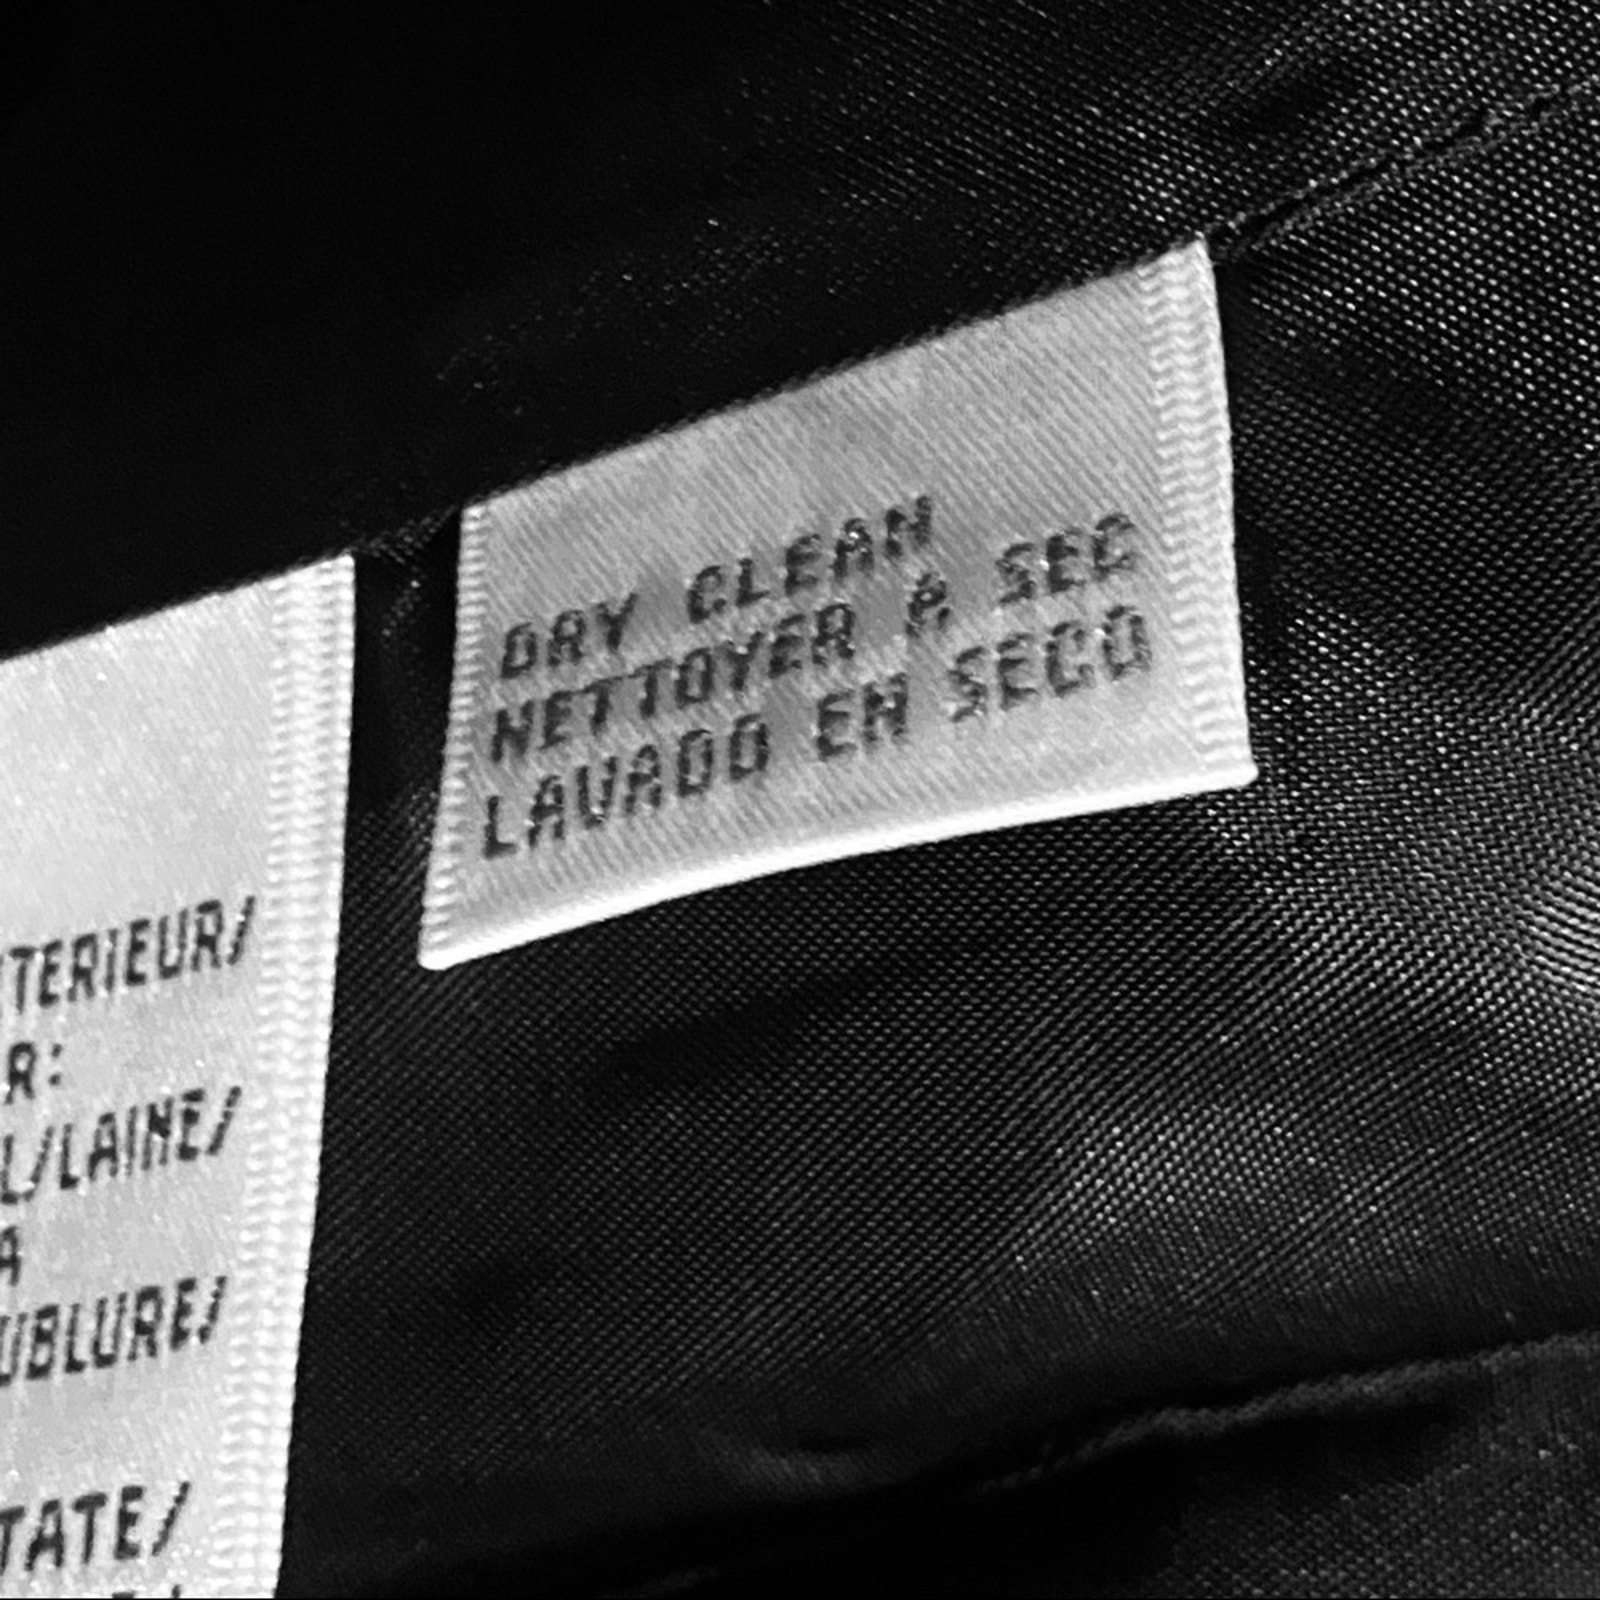 DRY CLEAN
NETTOYER A SEC
LAVADO EN SECO
TERIEUR/
R:
L/LAINE/
A
UBLURE/
TATE/